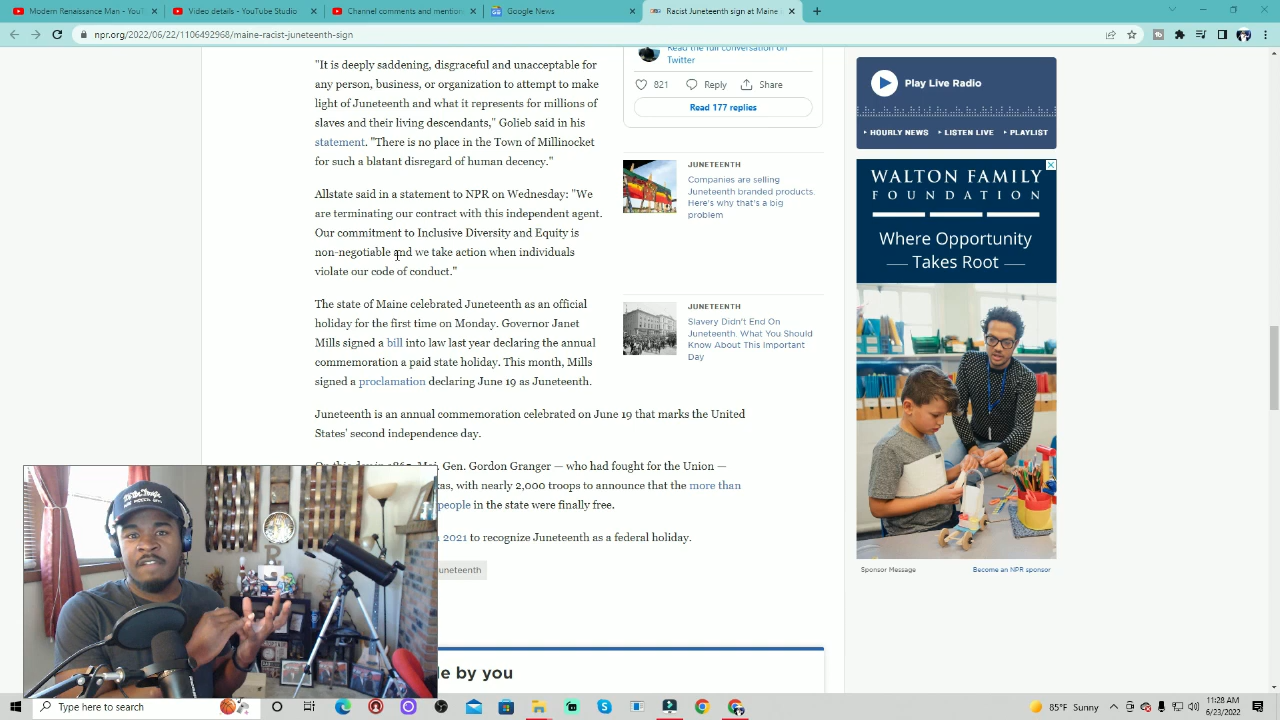 Modern Renaissance Man - YouT
Video details - YouTube Studio
Channels and mentions
Google News
npr.org/2022/06/22/1106492968/maine-racist-juneteenth-sign
"It is deeply saddening, disgraceful and unacceptable for
any person, business, or organization to attempt to make
light of Juneteenth and what it represents for millions of
slaves and their living descendants," Golieb said in his
statement. "There is no place in the Town of Millinocket
for such a blatant disregard of human decency."
Allstate said in a statement to NPR on Wednesday: "We
are terminating our contract with this independent agent.
Our commitment to Inclusive Diversity and Equity is
non-negotiable and we take action when individuals
violate our code of conduct."
The state of Maine celebrated Juneteenth as an official
holiday for the first time on Monday. Governor Janet
Mills signed a bill into law last year declaring the annual
commemoration a paid state holiday. This month, Mills
signed a proclamation declaring June 19 as Juneteenth.
Juneteenth is an annual commemoration celebrated on June 19 that marks the United
States' second independence day.
Gen. Gordon Granger — who had fought for the Union —
with nearly 2,000 troops to announce that the more than
people in the state were finally free.
2021 to recognize Juneteenth as a federal holiday.
uneteenth
by you
Read the full conversation on
Twitter
821 Reply Share
Read 177 replies
JUNETEENTH
Companies are selling
Juneteenth branded products.
Here's why that's a big
problem
JUNETEENTH
Slavery Didn't End On
Juneteenth. What You Should
Know About This Important
Day
Play Live Radio
HOURLY NEWS LISTEN LIVE PLAYLIST
WALTON FAMILY
FOUNDATION
Where Opportunity
Takes Root
Sponsor Message Become an NPR sponsor
Type here to search
85°F Sunny
11:28 AM
6/23/2022